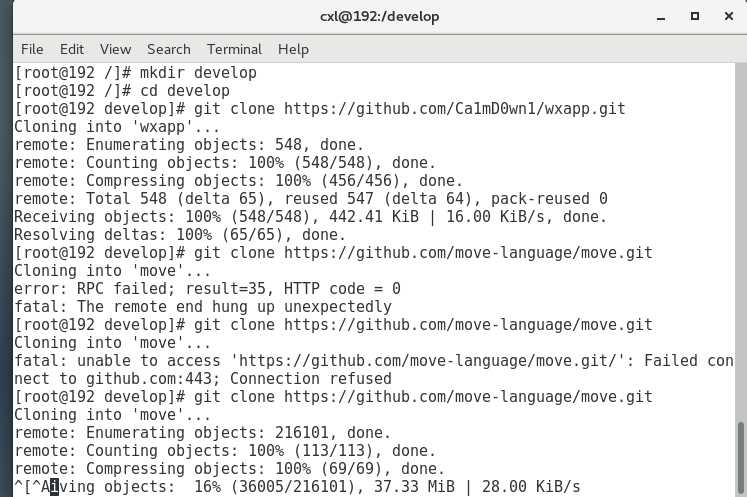 cxl@192:/develop
File Edit View Search Terminal Help
[root@192 /]# mkdir develop
[root@192 /]# cd develop
[root@192 develop]# git clone https://github.com/Ca1mD0wn1/wxapp.git
Cloning into 'wxapp'...
remote: Enumerating objects: 548, done.
remote: Counting objects: 100% (548/548), done.
remote: Compressing objects: 100% (456/456), done.
remote: Total 548 (delta 65), reused 547 (delta 64), pack-reused 0
Receiving objects: 100% (548/548), 442.41 KiB | 16.00 KiB/s, done.
Resolving deltas: 100% (65/65), done.
[root@192 develop]# git clone https://github.com/move-language/move.git
Cloning into 'move'...
error: RPC failed; result=35, HTTP code = 0
fatal: The remote end hung up unexpectedly
[root@192 develop]# git clone https://github.com/move-language/move.git
Cloning into 'move'...
fatal: unable to access 'https://github.com/move-language/move.git/': Failed con
nect to github.com:443; Connection refused
[root@192 develop]# git clone https://github.com/move-language/move.git
Cloning into 'move'...
remote: Enumerating objects: 216101, done.
remote: Counting objects: 100% (113/113), done.
remote: Compressing objects: 100% (69/69), done.
^[^Aiving objects:  16% (36005/216101), 37.33 MiB | 28.00 KiB/s